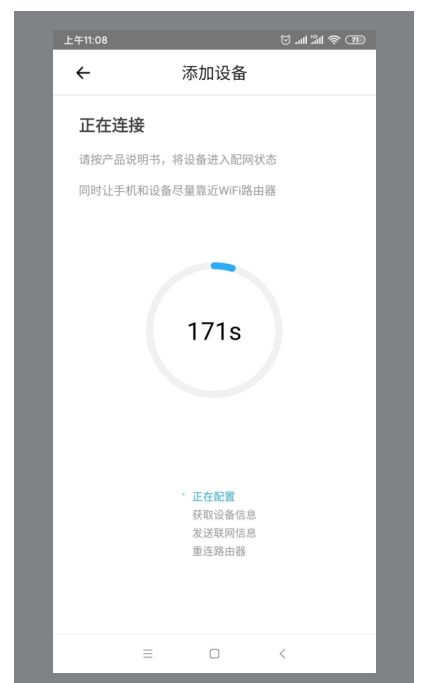 上午11:08
71
添加设备
正在连接
请按产品说明书，将设备进入配网状态
同时让手机和设备尽量靠近WiFi路由器
171s
正在配置
获取设备信息
发送联网信息
重连路由器